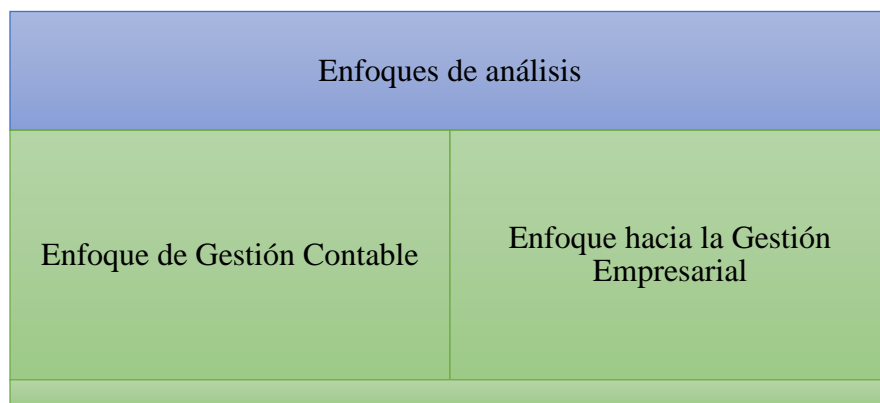 Enfoques de análisis
Enfoque de Gestión Contable
Enfoque hacia la Gestión
Empresarial